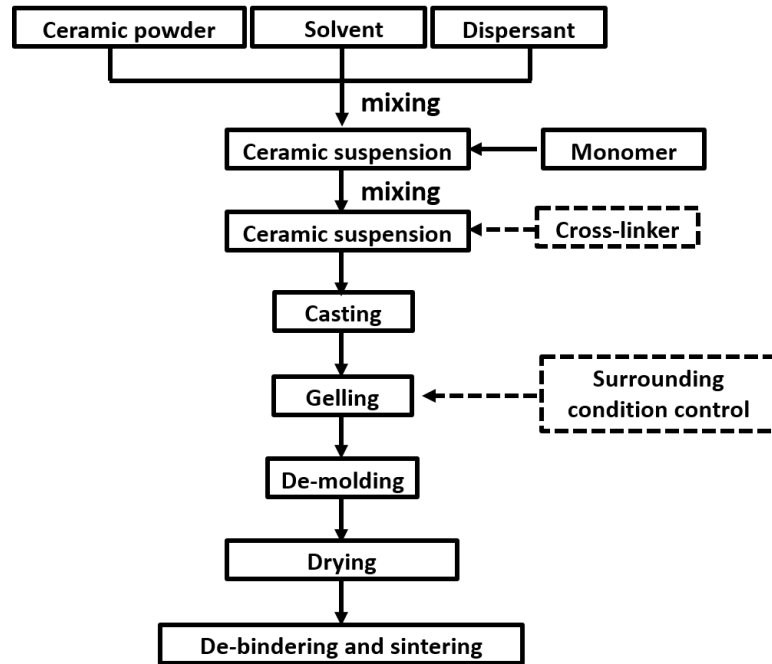 Ceramic powder
Solvent
Dispersant
mixing
Ceramic suspension
Monomer
mixing
Ceramic suspension
Cross-linker
Casting
Gelling
Surrounding
condition control
De-molding
Drying
De-bindering and sintering